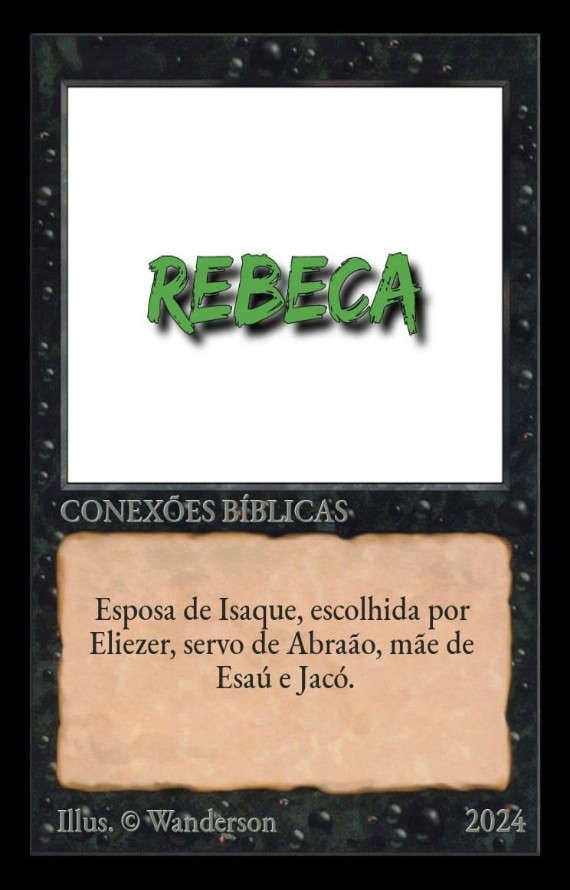 REBECA
CONEXÕES BÍBLICAS
Esposa de Isaque, escolhida por
Eliezer, servo de Abraão, mãe de
Esaú e Jacó.
Illus. © Wanderson
2024